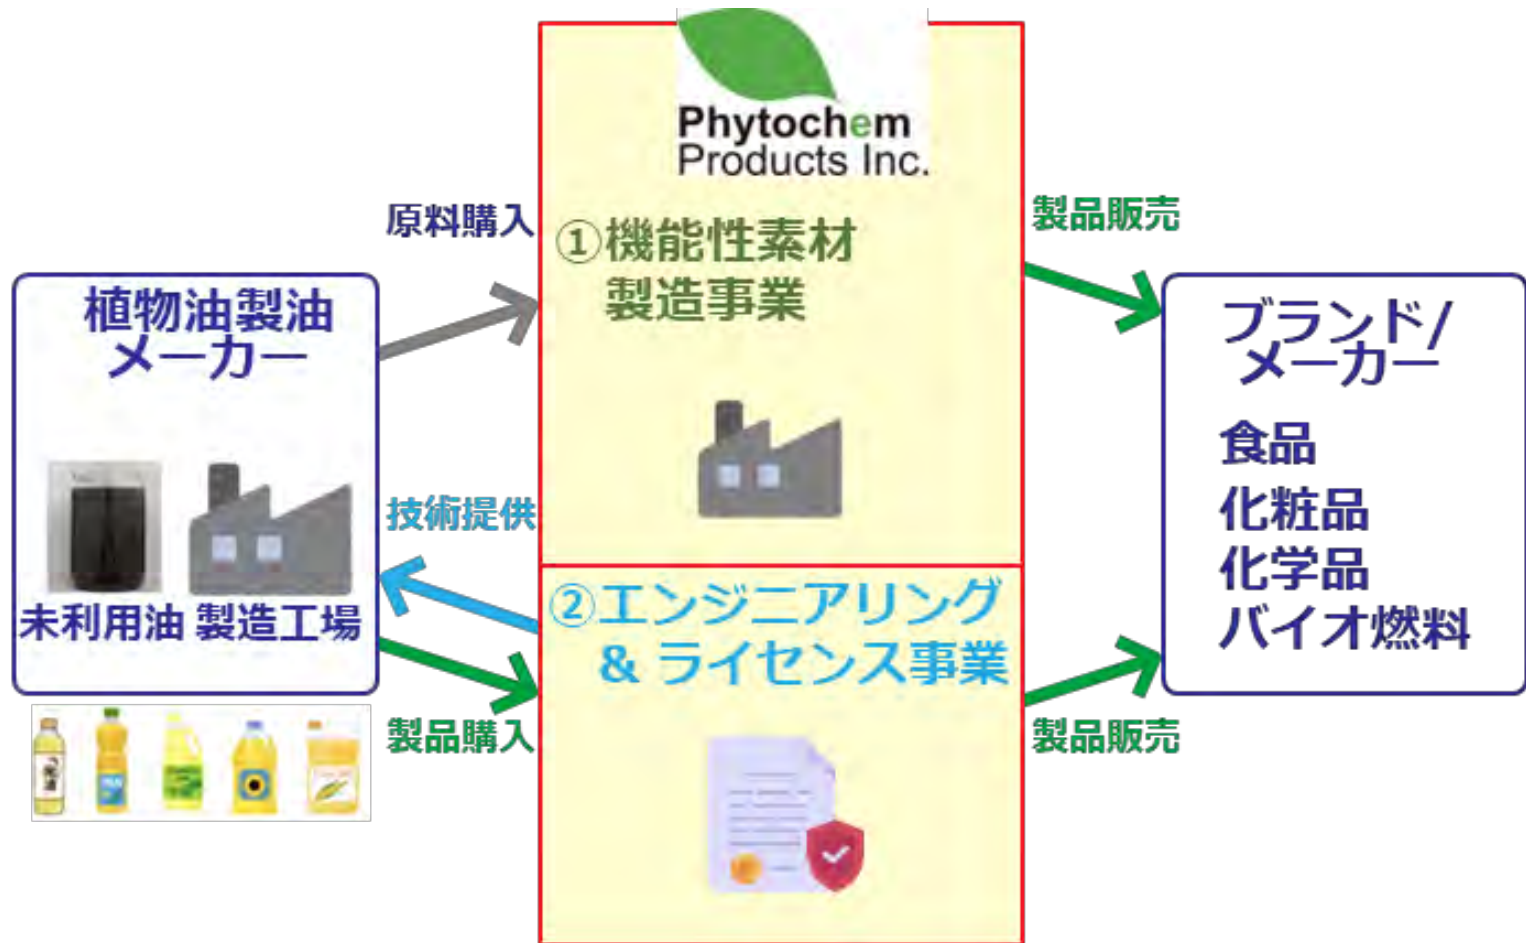 Phytochem
Products Inc.
原料購入
①機能性素材
製造事業
製品販売
植物油製油
メーカー
未利用油 製造工場
技術提供
製品購入
②エンジニアリング
& ライセンス事業
製品販売
ブランド/
メーカー
食品
化粧品
化学品
バイオ燃料